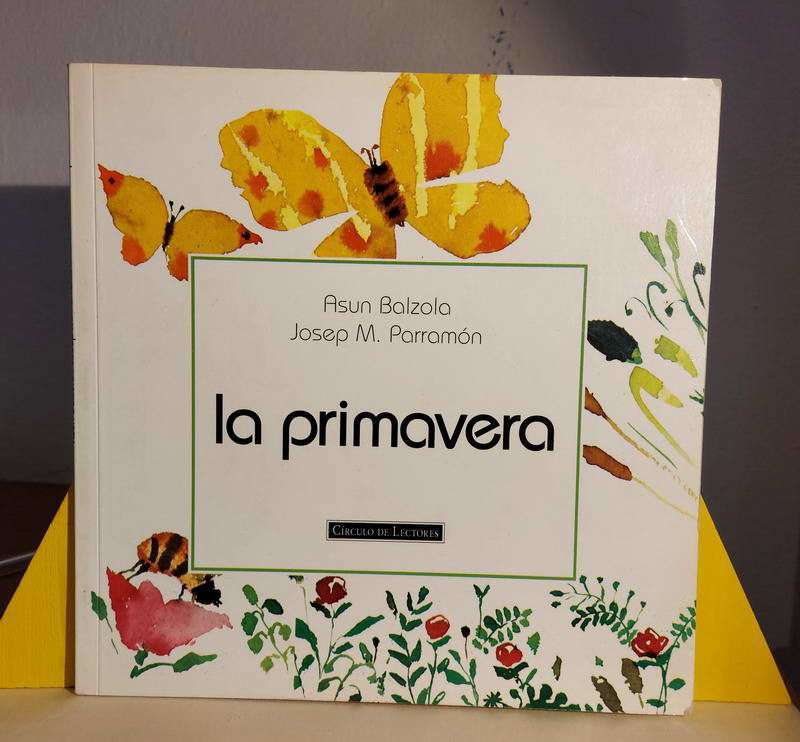 Asun Balzola
Josep M. Parramón
la primavera
Círculo de Lectores